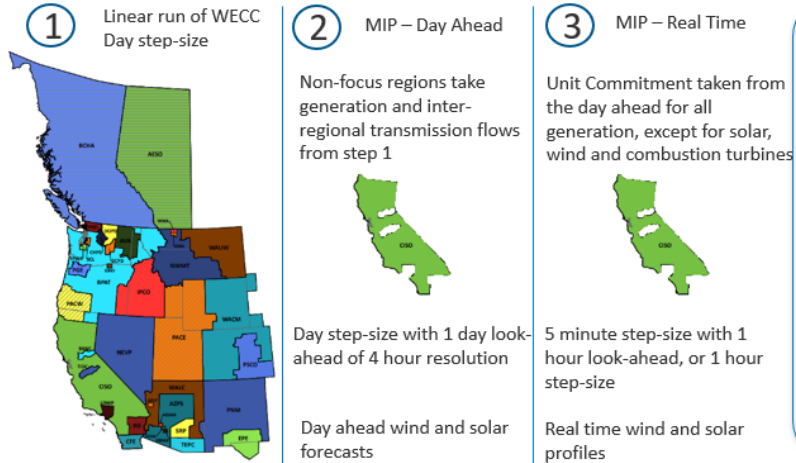 1
Linear run of WECC
Day step-size
BCHA
AESO
AVA
WAUW
NWMT
PGE
BPAT
IPCO
PACW
WACM
PACE
NEVP
PSCO
CISO
WALC
AZPS
PNM
SRP
CFE
TEPC
EPE
2
MIP – Day Ahead
Non-focus regions take
generation and inter-
regional transmission flows
from step 1
CISO
Day step-size with 1 day look-
ahead of 4 hour resolution
Day ahead wind and solar
forecasts
3
MIP – Real Time
Unit Commitment taken from
the day ahead for all
generation, except for solar,
wind and combustion turbines
CISO
5 minute step-size with 1
hour look-ahead, or 1 hour
step-size
Real time wind and solar
profiles